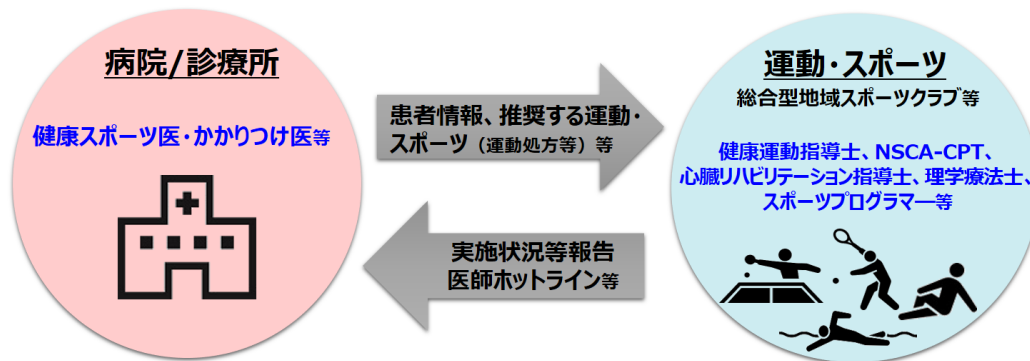 病院/診療所
健康スポーツ医・かかりつけ医等
患者情報、推奨する運動・
スポーツ（運動処方等）等
実施状況等報告
医師ホットライン等
運動・スポーツ
総合型地域スポーツクラブ等
健康運動指導士、NSCA-CPT、
心臓リハビリテーション指導士、理学療法士、
スポーツプログラマー等